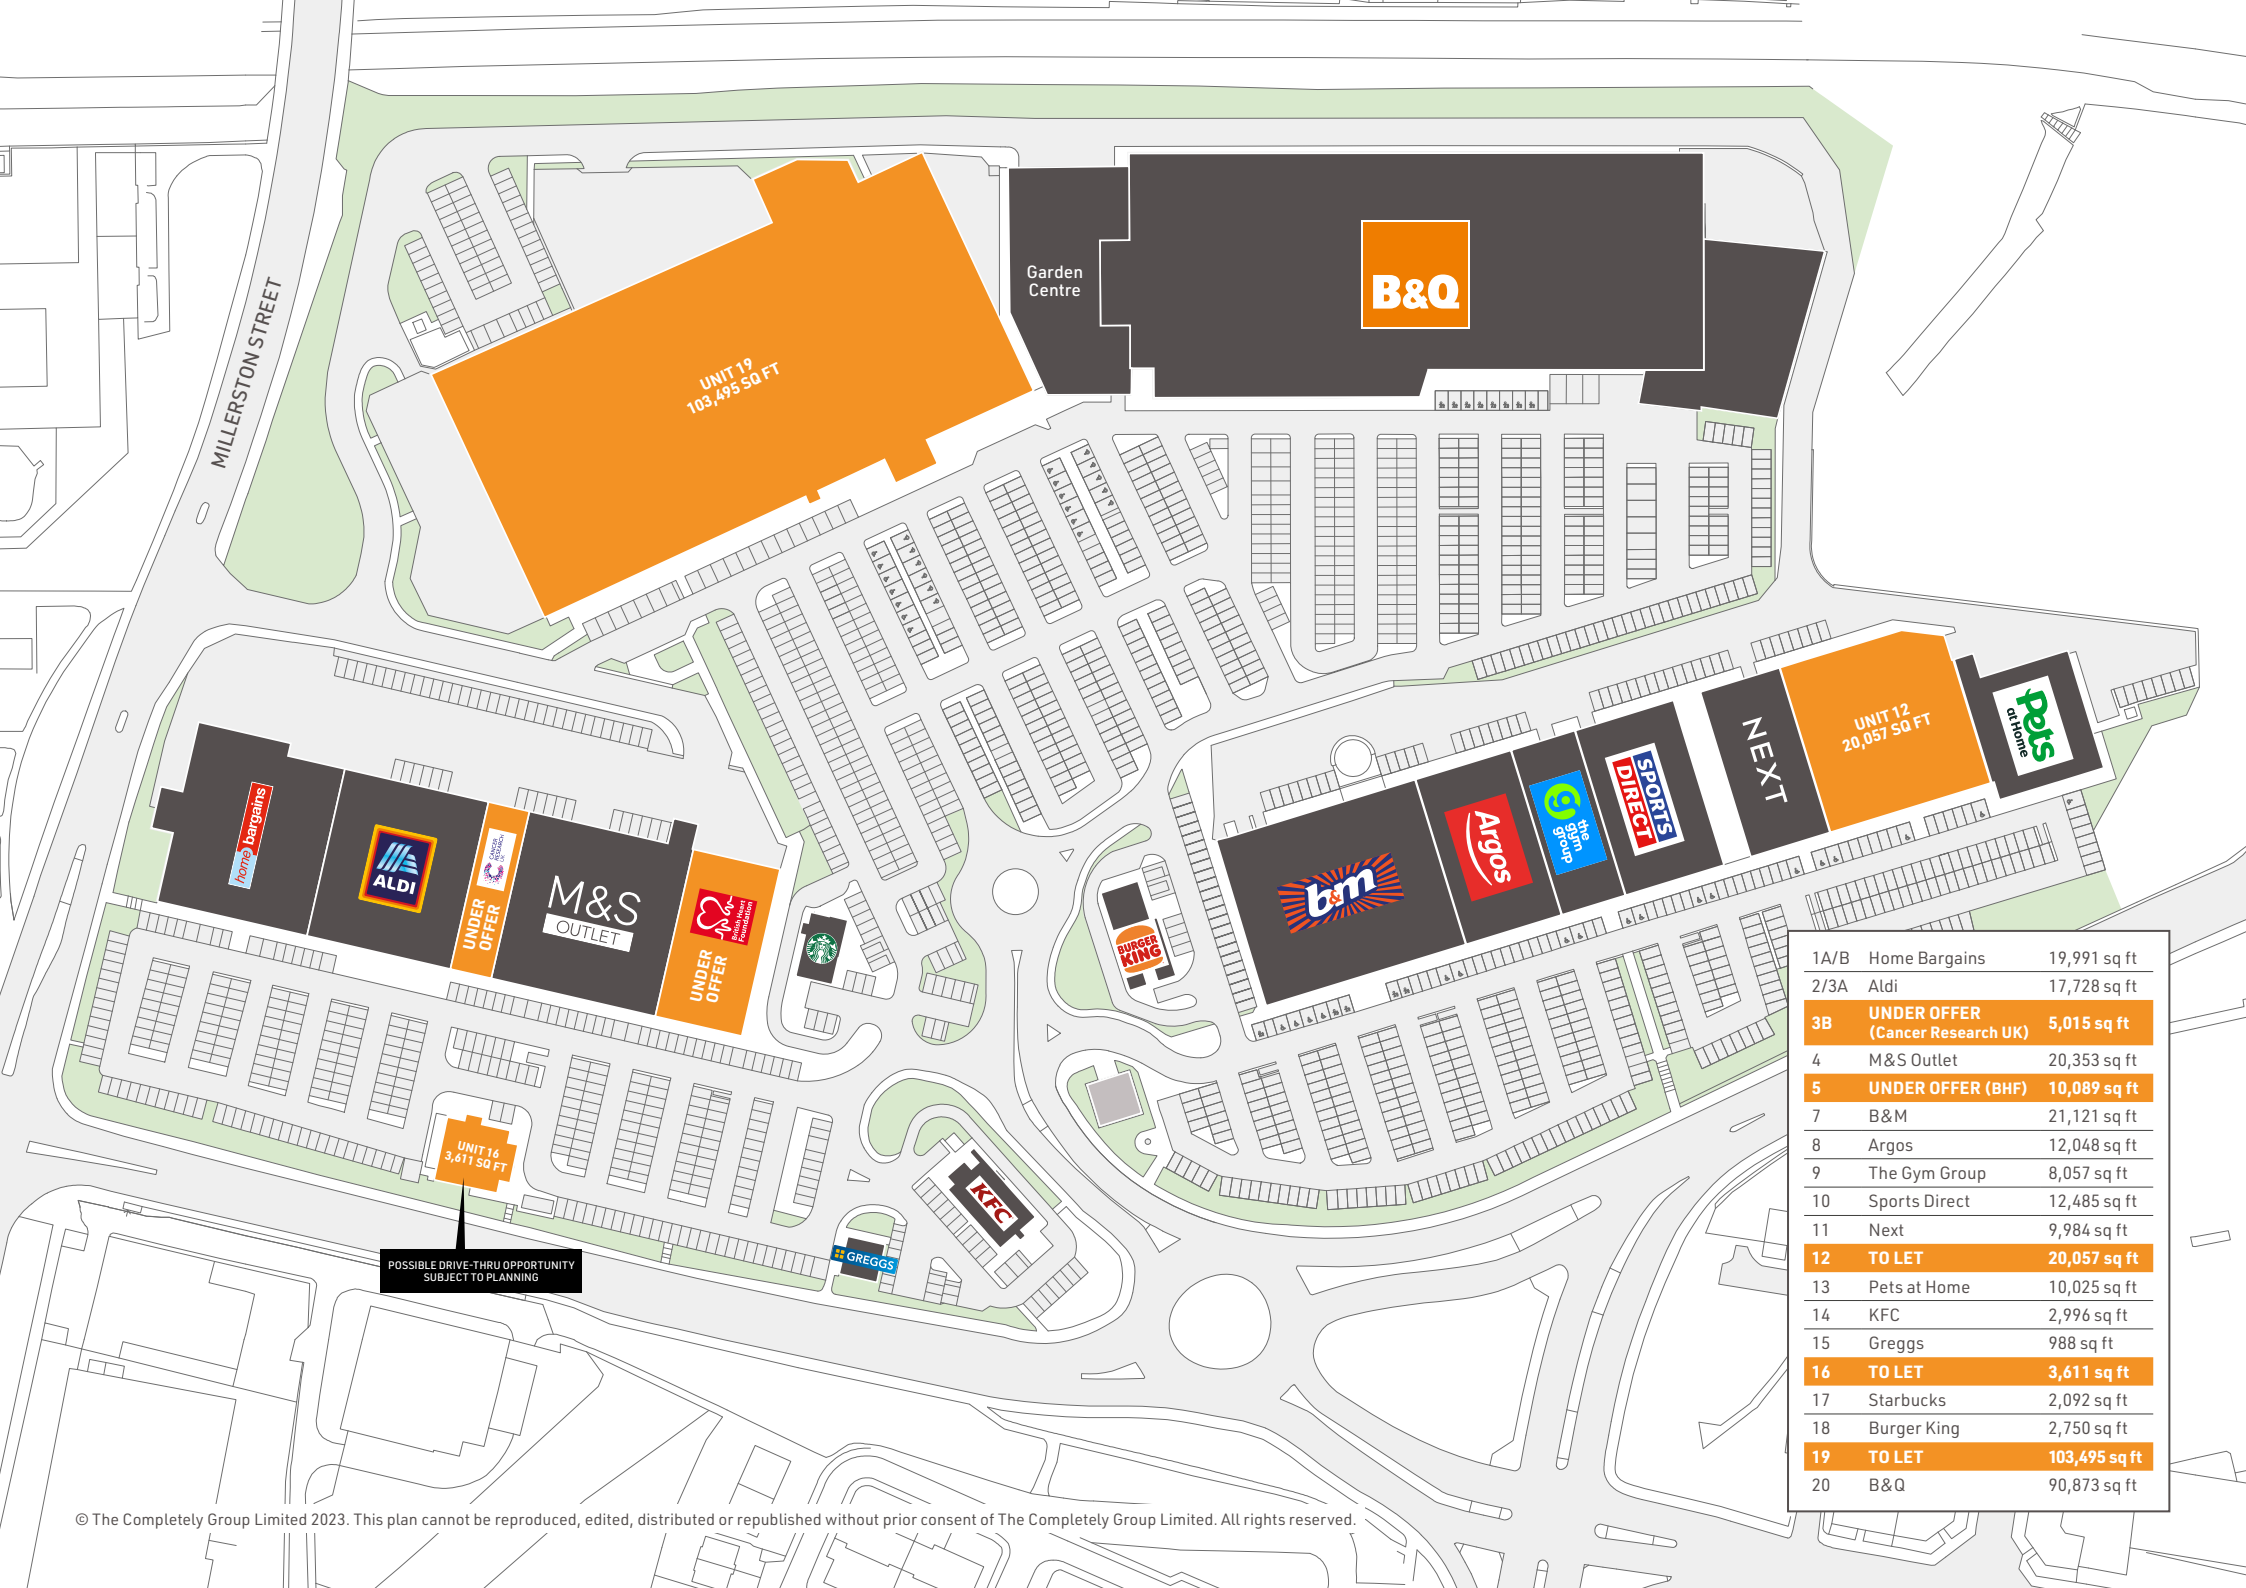 MILLERSTON STREET
UNIT 19
103,495 SQ FT
Garden
Centre
B&Q
home bargains
ALDI
CANCER
RESEARCH
UK
UNDER
OFFER
M&S
OUTLET
British Heart
Foundation
UNDER
OFFER
BURGER
KING
b&m
Argos
the
gym
group
SPORTS
DIRECT
NEXT
UNIT 12
20,057 SQ FT
Pets
at Home
UNIT 16
3,611 SQ FT
POSSIBLE DRIVE-THRU OPPORTUNITY
SUBJECT TO PLANNING
KFC
GREGGS
1A/B Home Bargains 19,991 sq ft
2/3A Aldi 17,728 sq ft
3B UNDER OFFER (Cancer Research UK) 5,015 sq ft
4 M&S Outlet 20,353 sq ft
5 UNDER OFFER (BHF) 10,089 sq ft
7 B&M 21,121 sq ft
8 Argos 12,048 sq ft
9 The Gym Group 8,057 sq ft
10 Sports Direct 12,485 sq ft
11 Next 9,984 sq ft
12 TO LET 20,057 sq ft
13 Pets at Home 10,025 sq ft
14 KFC 2,996 sq ft
15 Greggs 988 sq ft
16 TO LET 3,611 sq ft
17 Starbucks 2,092 sq ft
18 Burger King 2,750 sq ft
19 TO LET 103,495 sq ft
20 B&Q 90,873 sq ft
© The Completely Group Limited 2023. This plan cannot be reproduced, edited, distributed or republished without prior consent of The Completely Group Limited. All rights reserved.